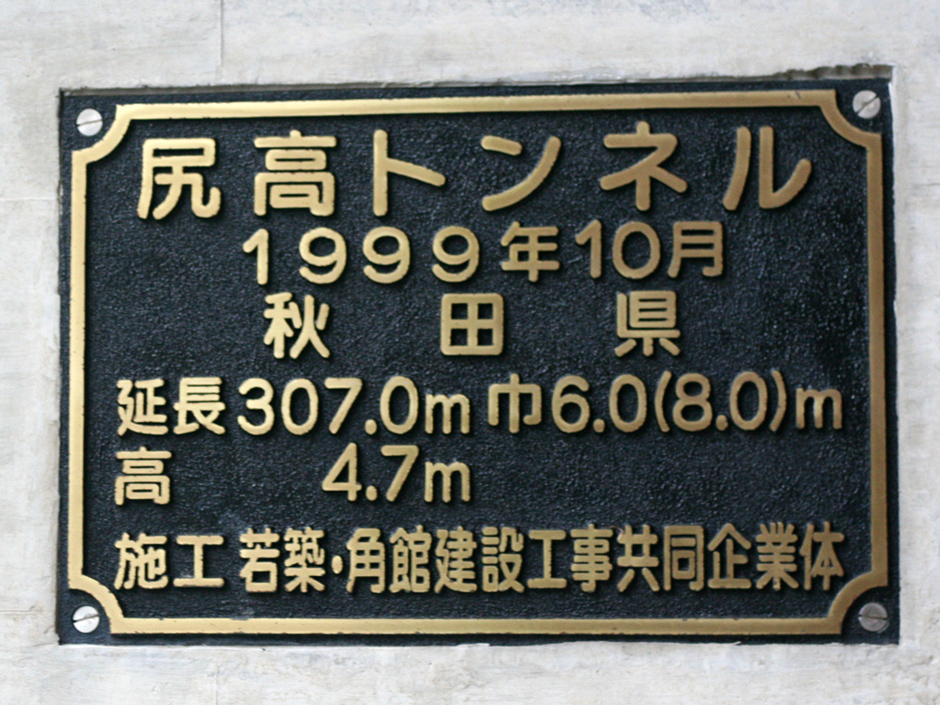 尻高トンネル
1999年10月
秋田県
延長307.0m 巾6.0(8.0)m
高 4.7m
施工 若築・角館建設工事共同企業体